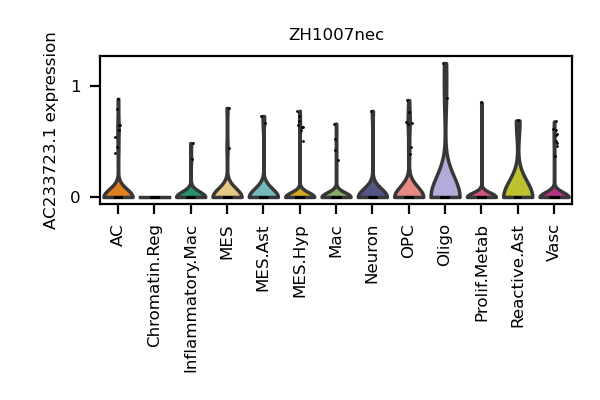 ZH1007nec
AC233723.1 expression
1
0
AC
Chromatin.Reg
Inflammatory.Mac
MES
MES.Ast
MES.Hyp
Mac
Neuron
OPC
Oligo
Prolif.Metab
Reactive.Ast
Vasc